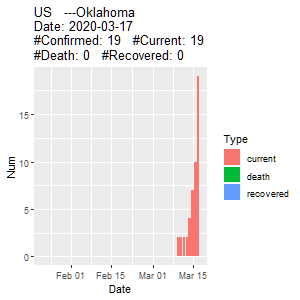 US   ---Oklahoma
Date: 2020-03-17
#Confirmed: 19   #Current: 19
#Death: 0   #Recovered: 0
Num
15
10
5
0
Feb 01
Feb 15
Mar 01
Mar 15
Date
Type
current
death
recovered